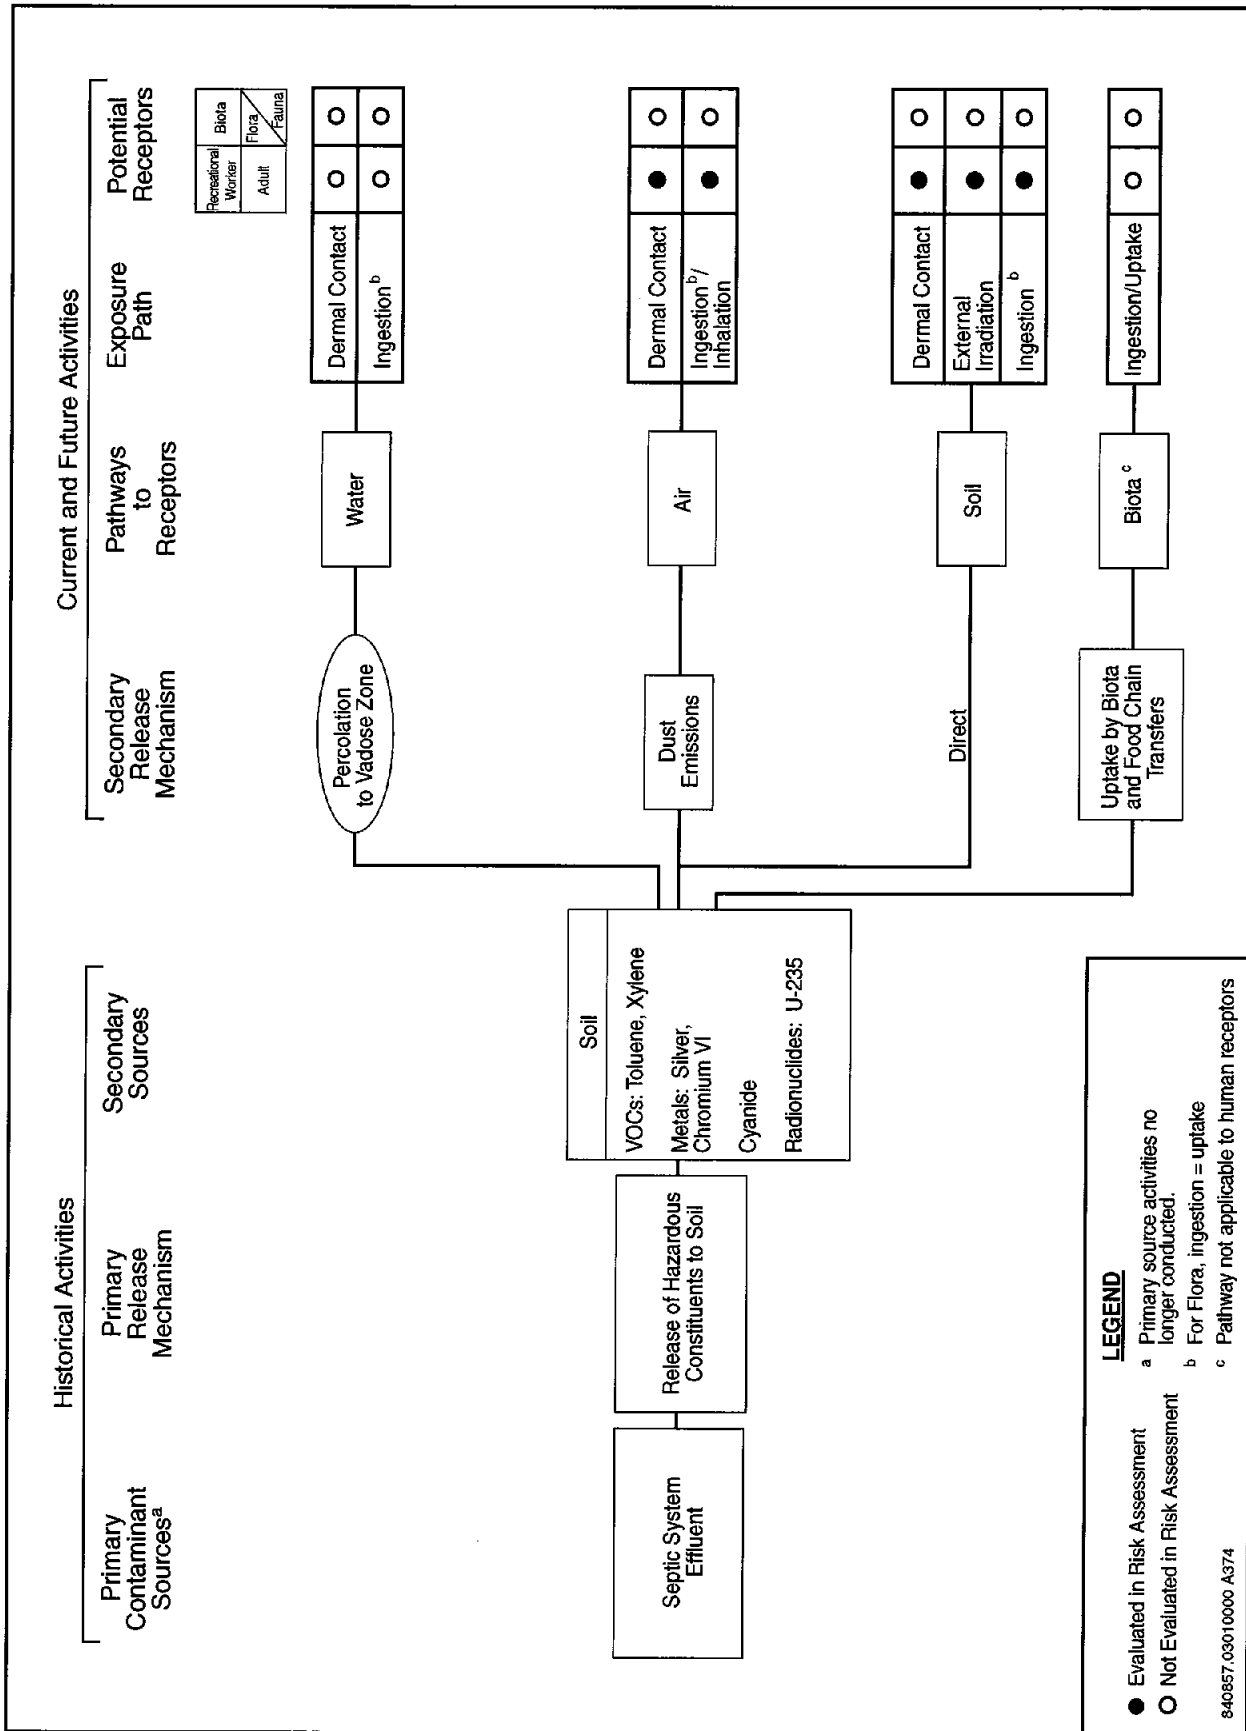 Historical Activities
Current and Future Activities
Primary
Contaminant
Sourcesa
Primary
Release
Mechanism
Secondary
Sources
Secondary
Release
Mechanism
Pathways
to
Receptors
Exposure
Path
Potential
Receptors
Recreational
Worker
Biota
Adult
Flora
Fauna
Septic System
Effluent
Release of Hazardous
Constituents to Soil
Soil
VOCs: Toluene, Xylene
Metals: Silver,
Chromium VI
Cyanide
Radionuclides: U-235
Percolation
to Vadose Zone
Water
Dermal Contact
Ingestionb
Dust
Emissions
Air
Dermal Contact
Ingestionb/
Inhalation
Direct
Soil
Dermal Contact
External
Irradiation
Ingestion b
Uptake by Biota
and Food Chain
Transfers
Biota c
Ingestion/Uptake
LEGEND
Evaluated in Risk Assessment
Not Evaluated in Risk Assessment
a Primary source activities no
longer conducted.
b For Flora, ingestion = uptake
c Pathway not applicable to human receptors
840857.03010000 A374